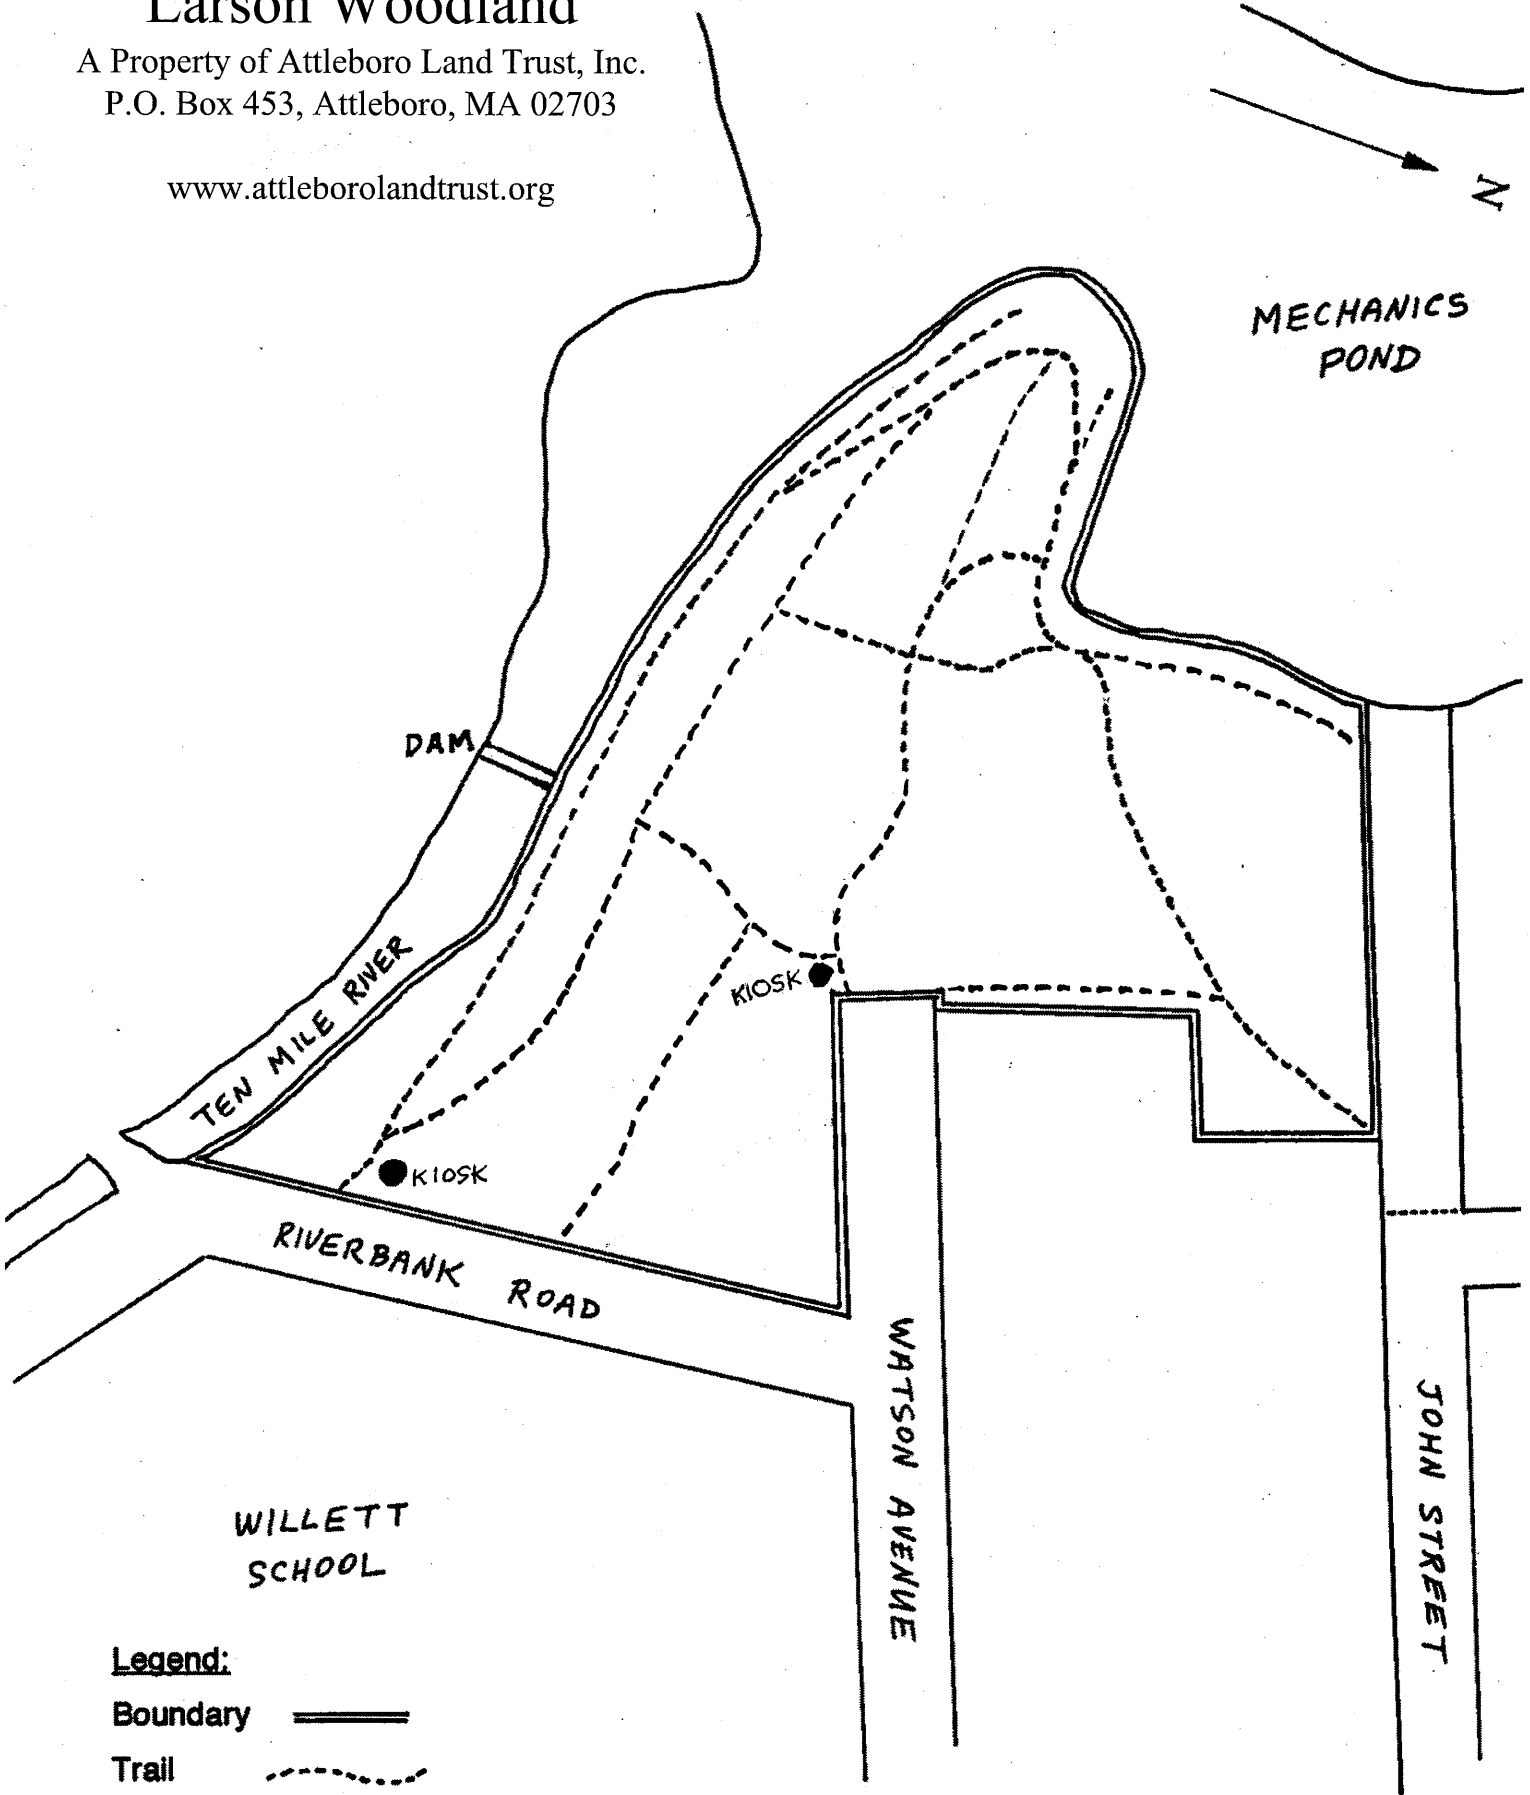 Larson Woodland
A Property of Attleboro Land Trust, Inc.
P.O. Box 453, Attleboro, MA 02703
www.attleborolandtrust.org
N
MECHANICS
POND
DAM
TEN MILE RIVER
KIOSK
KIOSK
RIVERBANK ROAD
WATSON AVENUE
JOHN STREET
WILLETT
SCHOOL
Legend:
Boundary
Trail